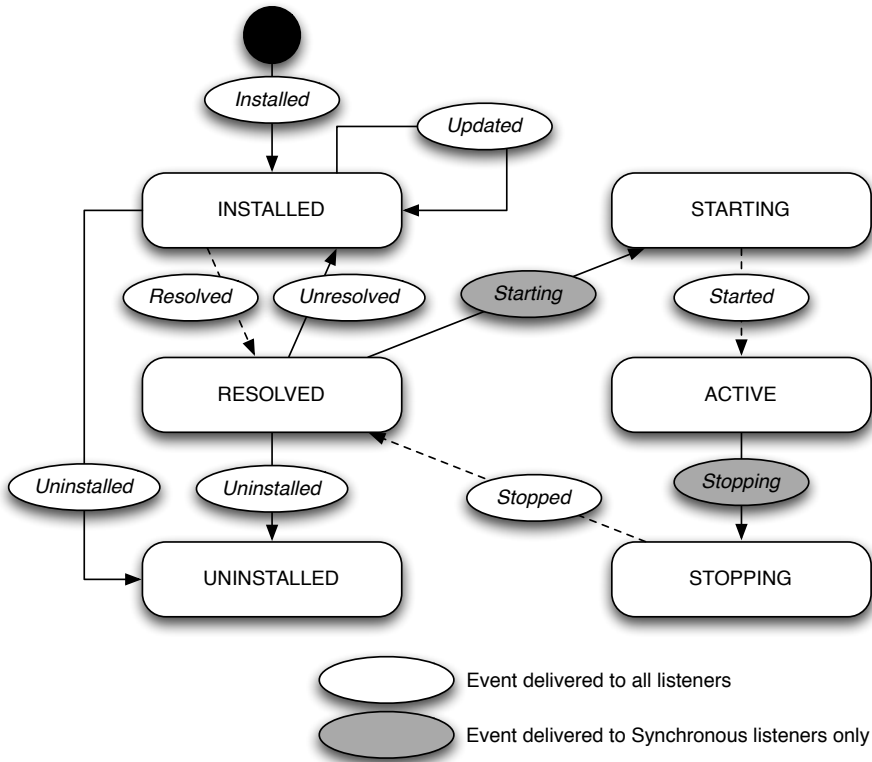 Installed
Updated
INSTALLED
STARTING
Resolved
Unresolved
Starting
Started
RESOLVED
ACTIVE
Uninstalled
Uninstalled
Stopped
Stopping
UNINSTALLED
STOPPING
Event delivered to all listeners
Event delivered to Synchronous listeners only